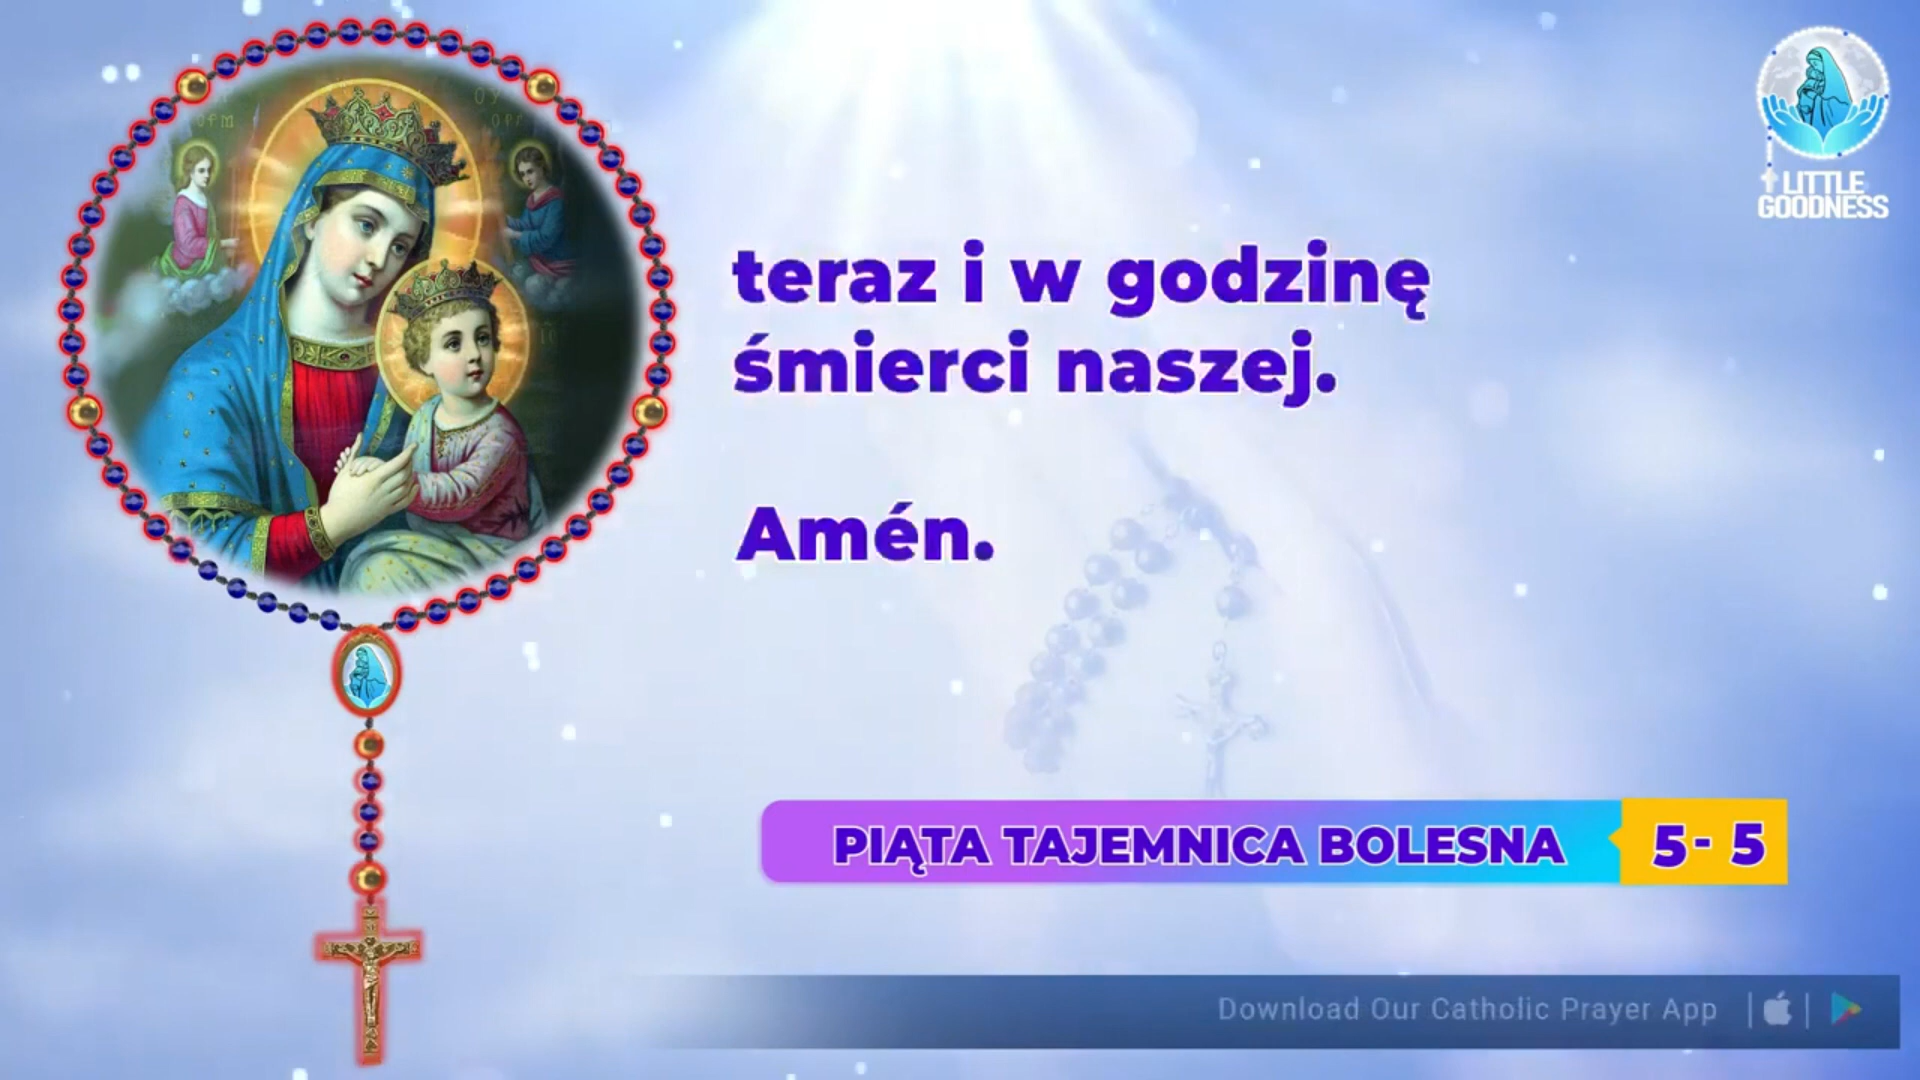 LITTLE
GOODNESS
teraz i w godzinę
śmierci naszej.
Amén.
PIĄTA TAJEMNICA BOLESNA 5- 5
Download Our Catholic Prayer App